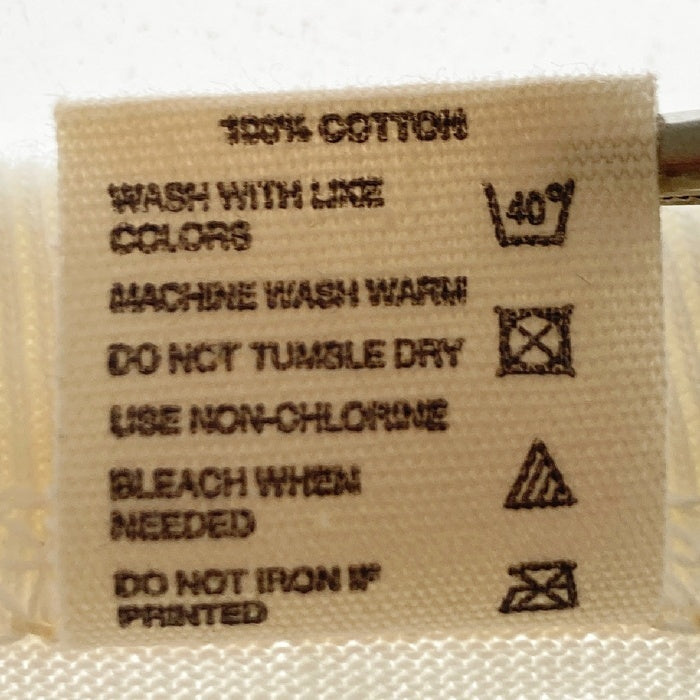 100% COTTON
WASH WITH LIKE
COLORS
40°
MACHINE WASH WARM
DO NOT TUMBLE DRY
USE NON-CHLORINE
BLEACH WHEN
NEEDED
DO NOT IRON IF
PRINTED